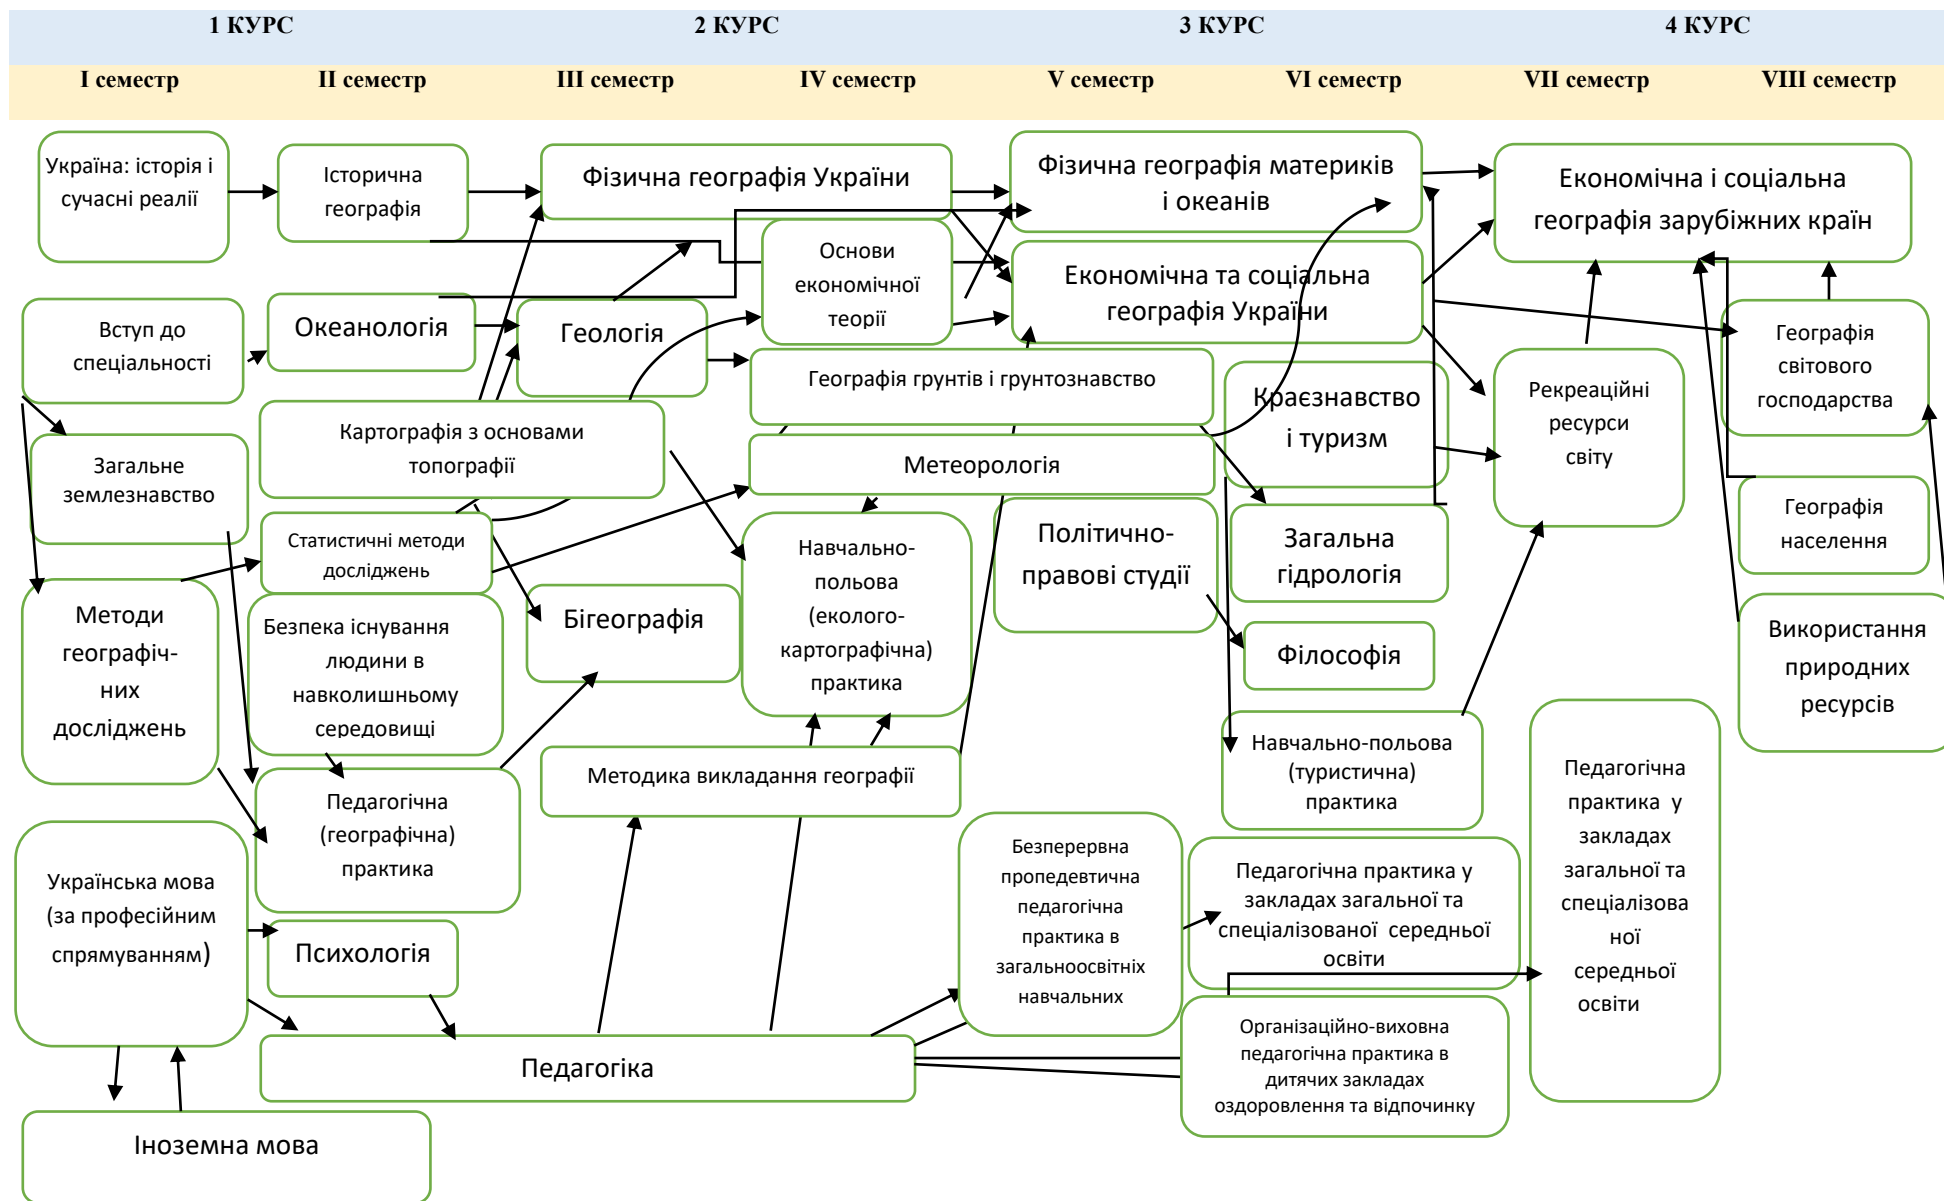 1 КУРС
2 КУРС
3 КУРС
4 КУРС
I семестр
II семестр
III семестр
IV семестр
V семестр
VI семестр
VII семестр
VIII семестр
Україна: історія і
сучасні реалії
Історична
географія
Фізична географія України
Фізична географія материків
і океанів
Економічна і соціальна
географія зарубіжних країн
Основи
економічної
теорії
Економічна та соціальна
географія України
Вступ до
спеціальності
Океанологія
Геологія
Географія
світового
господарства
Географія грунтів і грунтознавство
Краєзнавство
і туризм
Рекреаційні
ресурси
світу
Картографія з основами
топографії
Загальне
землезнавство
Метеорологія
Статистичні методи
досліджень
Навчально-
польова
(еколого-
картографічна)
практика
Політично-
правові студії
Загальна
гідрологія
Географія
населення
Методи
географіч-
них
досліджень
Безпека існування
людини в
навколишньому
середовищі
Бігеографія
Філософія
Використання
природних
ресурсів
Педагогічна
(географічна)
практика
Методика викладання географії
Навчально-польова
(туристична)
практика
Педагогічна
практика у
закладах
загальної та
спеціалізова
ної
середньої
освіти
Українська мова
(за професійним
спрямуванням)
Психологія
Безперервна
пропедевтична
педагогічна
практика в
загальноосвітніх
навчальних
Педагогічна практика у
закладах загальної та
спеціалізованої середньої
освіти
Педагогіка
Організаційно-виховна
педагогічна практика в
дитячих закладах
оздоровлення та відпочинку
Іноземна мова